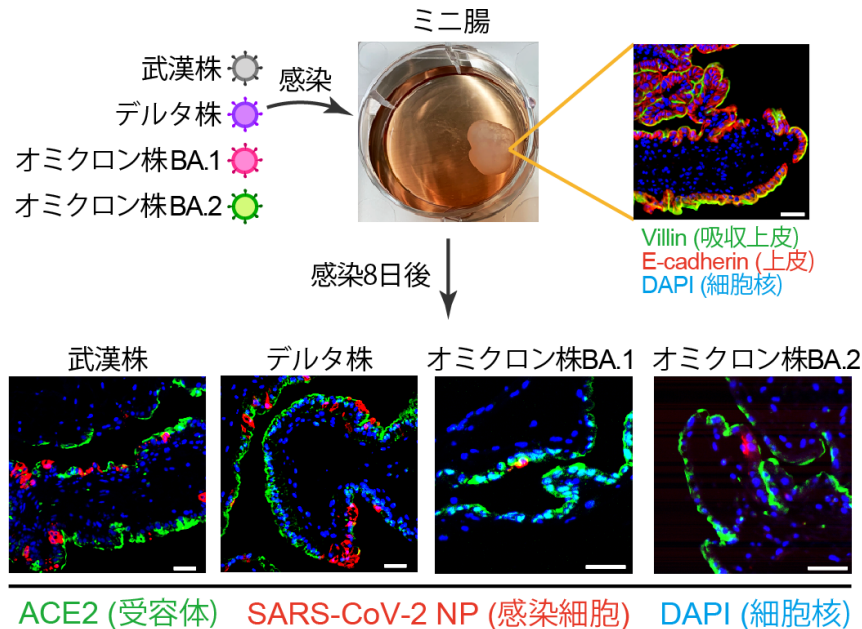 ミニ腸
武漢株
デルタ株
オミクロン株BA.1
オミクロン株BA.2
感染
Villin (吸収上皮)
E-cadherin (上皮)
DAPI (細胞核)
感染8日後
武漢株 デルタ株 オミクロン株BA.1 オミクロン株BA.2
ACE2 (受容体) SARS-CoV-2 NP (感染細胞) DAPI (細胞核)